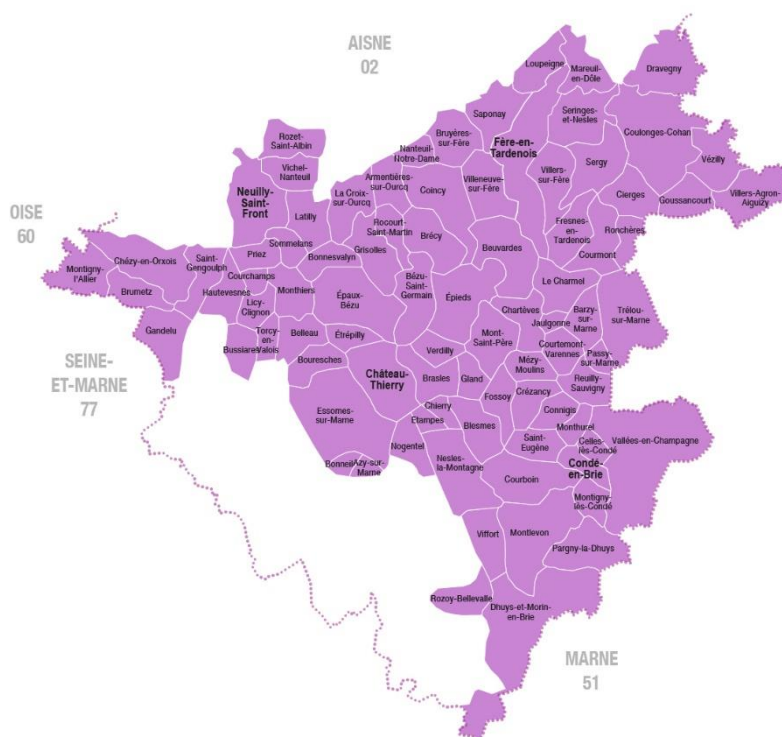 AISNE
02
Loupeigne
Mareuil-
en-Dôle
Dravegny
Saponay
Seringes-
et-Nesles
Bruyères-
sur-Fère
Fère-en-
Tardenois
Coulonges-Cohan
Rozet-
Saint-Albin
Nanteuil-
Notre-Dame
Vézilly
Vichel-
Nanteuil
Armentières-
sur-Ourcq
Coincy
Villeneuve-
sur-Fère
Villers-
sur-Fère
Sergy
Neuilly-
Saint-
Front
La Croix-
sur-Ourcq
Cierges
Goussancourt
Villers-Agron-
Aiguizy
OISE
60
Latilly
Rocourt-
Saint-Martin
Brécy
Fresnes-
en-
Tardenois
Ronchères
Sommelans
Grisolles
Beuvardes
Courmont
Chézy-en-Orxois
Saint-
Gengoulph
Priez
Bonnesvalyn
Montigny-
l'Allier
Courchamps
Bézu-
Saint-
Germain
Le Charmel
Brumetz
Hautevesnes
Monthiers
Épaux-
Bézu
Épieds
Trélou-
sur-Marne
Licy-
Clignon
Chartèves
Barzy-
sur-
Marne
Gandelu
Bussiares
Torcy-
en-
Valois
Belleau
Étrépilly
Mont-
Saint-Père
Jaulgonne
Courtemont-
Varennes
SEINE-
ET-MARNE
77
Bouresches
Verdilly
Mézy-
Moulins
Passy-
sur-Marne
Château-
Thierry
Brasles
Gland
Reuilly-
Sauvigny
Fossoy
Crézancy
Essomes-
sur-Marne
Chierry
Etampes
Blesmes
Connigis
Monthurel
Saint-
Eugène
Celles-
lès-Condé
Vallées-en-Champagne
Nogentel
Nesles-
la-Montagne
Bonneil
Azy-sur-
Marne
Condé-
en-Brie
Courboin
Montigny-
lès-Condé
Viffort
Montlevon
Pargny-la-Dhuys
Rozoy-Bellevalle
Dhuys-et-Morin-
en-Brie
MARNE
51